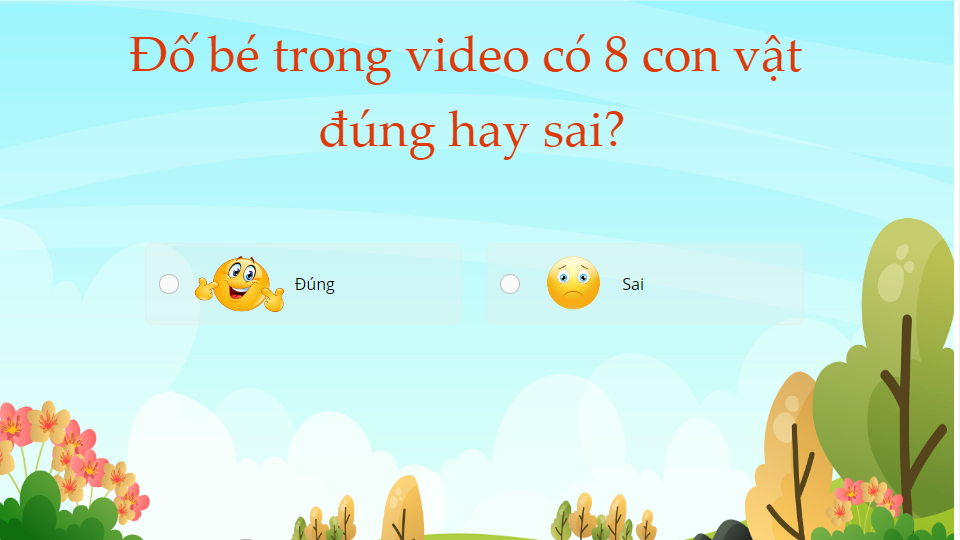 Đố bé trong video có 8 con vật
đúng hay sai?
Đúng
Sai